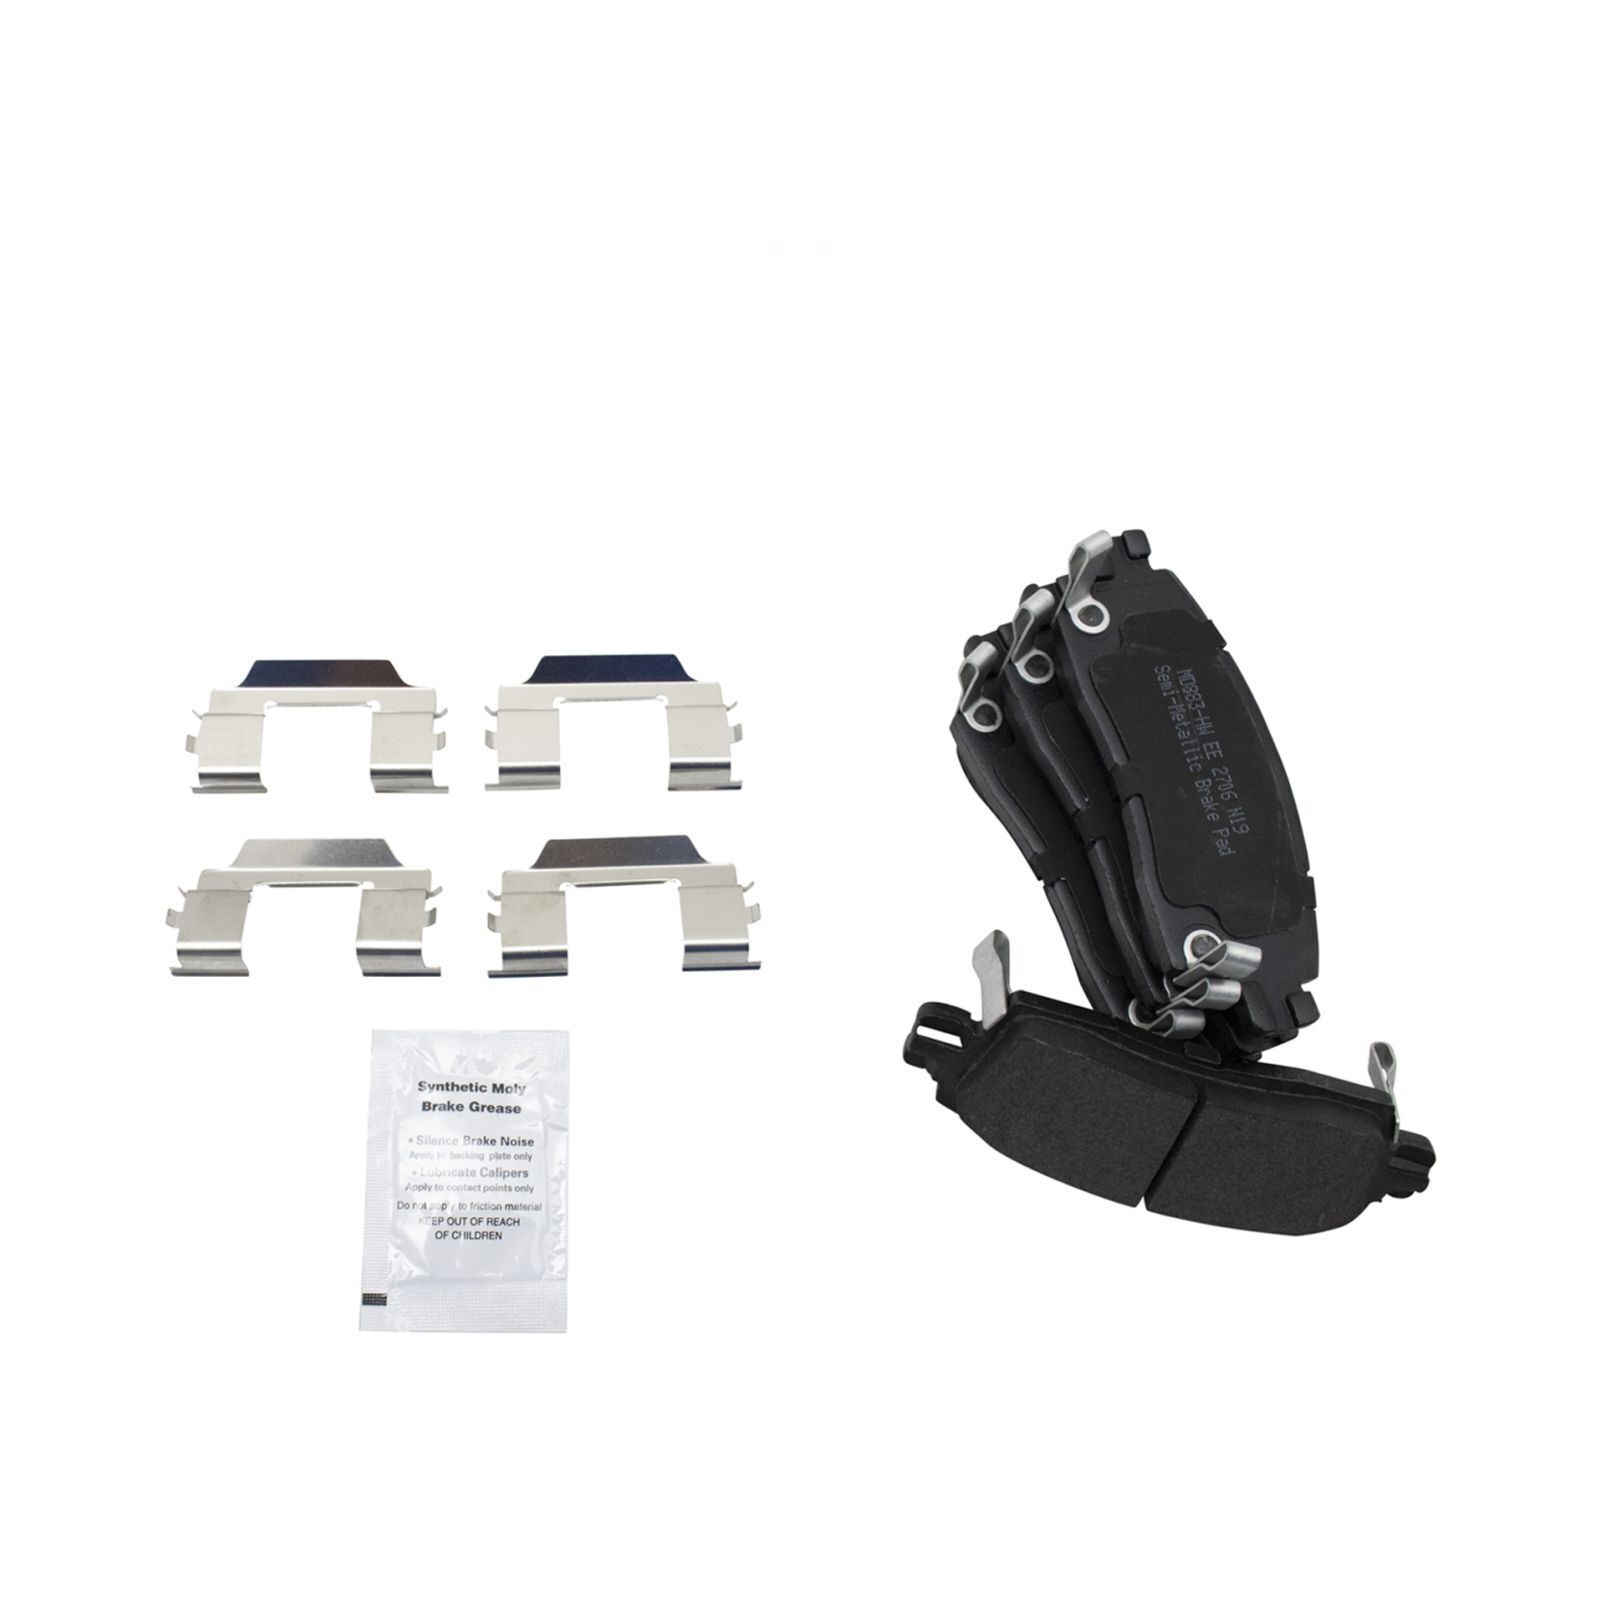 MD883-HW EE 2706 N19
Semi-Metallic Brake Pad
Synthetic Moly
Brake Grease
• Silence Brake Noise
Apply to backing plate only
• Lubricate Calipers
Apply to contact points only
Do not apply to friction material
KEEP OUT OF REACH
OF CHILDREN